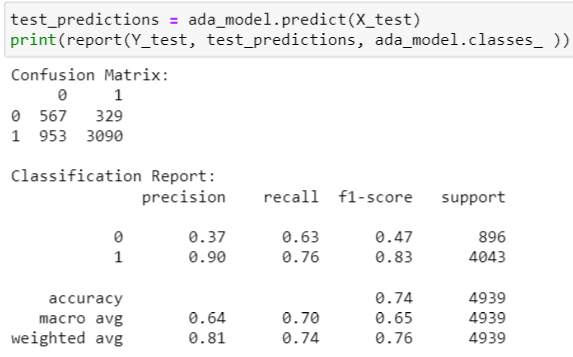 test_predictions = ada_model.predict(X_test)
print(report(Y_test, test_predictions, ada_model.classes_ ))
Confusion Matrix:
0 1
0 567 329
1 953 3090
Classification Report:
precision recall f1-score support
0 0.37 0.63 0.47 896
1 0.90 0.76 0.83 4043
accuracy 0.74 4939
macro avg 0.64 0.70 0.65 4939
weighted avg 0.81 0.74 0.76 4939